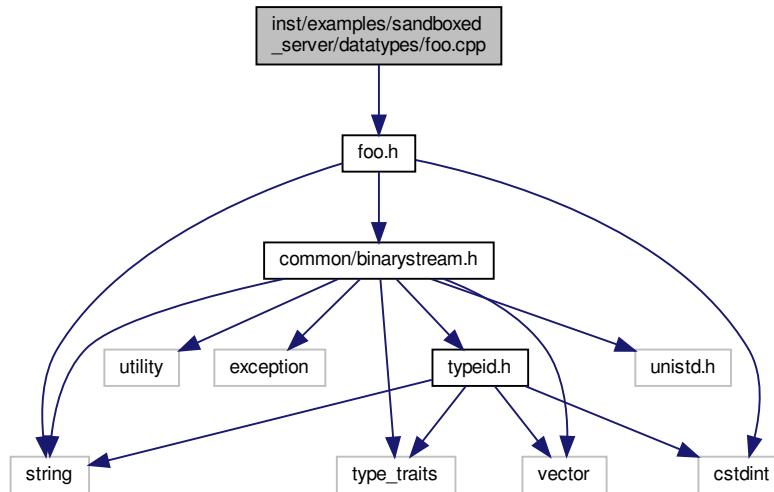 inst/examples/sandboxed
_server/datatypes/foo.cpp
foo.h
common/binarystream.h
utility
exception
typeid.h
unistd.h
string
type_traits
vector
cstdint